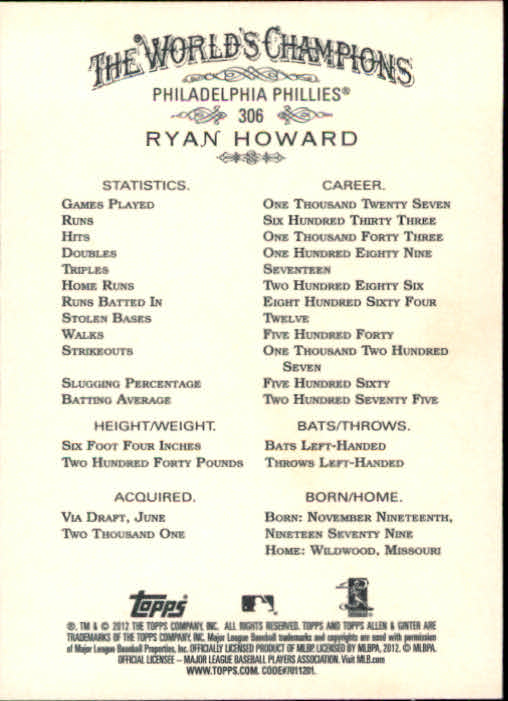 THE WORLD'S CHAMPIONS
PHILADELPHIA PHILLIES®
306
RYAN HOWARD
STATISTICS. CAREER.
GAMES PLAYED ONE THOUSAND TWENTY SEVEN
RUNS SIX HUNDRED THIRTY THREE
HITS ONE THOUSAND FORTY THREE
DOUBLES ONE HUNDRED EIGHTY NINE
TRIPLES SEVENTEEN
HOME RUNS TWO HUNDRED EIGHTY SIX
RUNS BATTED IN EIGHT HUNDRED SIXTY FOUR
STOLEN BASES TWELVE
WALKS FIVE HUNDRED FORTY
STRIKEOUTS ONE THOUSAND TWO HUNDRED
SEVEN
SLUGGING PERCENTAGE FIVE HUNDRED SIXTY
BATTING AVERAGE TWO HUNDRED SEVENTY FIVE
HEIGHT/WEIGHT. BATS/THROWS.
SIX FOOT FOUR INCHES BATS LEFT-HANDED
TWO HUNDRED FORTY POUNDS THROWS LEFT-HANDED
ACQUIRED. BORN/HOME.
VIA DRAFT, JUNE BORN: NOVEMBER NINETEENTH,
TWO THOUSAND ONE NINETEEN SEVENTY NINE
HOME: WILDWOOD, MISSOURI
Topps
®, TM & © 2012 THE TOPPS COMPANY, INC. ALL RIGHTS RESERVED. TOPPS AND TOPPS ALLEN & GINTER ARE
TRADEMARKS OF THE TOPPS COMPANY, INC. Major League Baseball trademarks and copyrights are used with permission
of Major League Baseball Properties, Inc. OFFICIALLY LICENSED PRODUCT OF MLBP. LICENSED BY MLBPA, 2012. © MLBPA.
OFFICIAL LICENSEE – MAJOR LEAGUE BASEBALL PLAYERS ASSOCIATION. Visit MLB.com
WWW.TOPPS.COM. CODE#7011201.